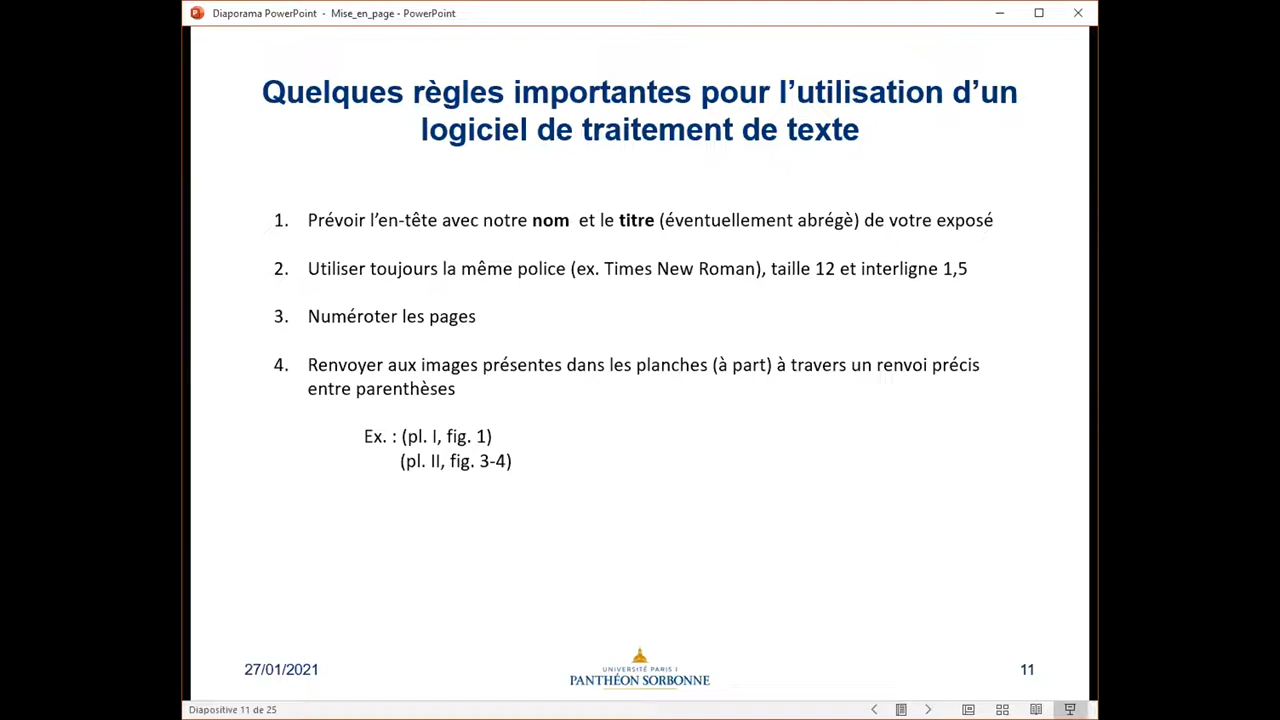 Diaporama PowerPoint - Mise_en_page - PowerPoint
Quelques règles importantes pour l’utilisation d’un
logiciel de traitement de texte
1. Prévoir l’en-tête avec notre nom et le titre (éventuellement abrégè) de votre exposé
2. Utiliser toujours la même police (ex. Times New Roman), taille 12 et interligne 1,5
3. Numéroter les pages
4. Renvoyer aux images présentes dans les planches (à part) à travers un renvoi précis
entre parenthèses
Ex. : (pl. I, fig. 1)
(pl. II, fig. 3-4)
27/01/2021
UNIVERSITÉ PARIS I
PANTHÉON SORBONNE
11
Diapositive 11 de 25